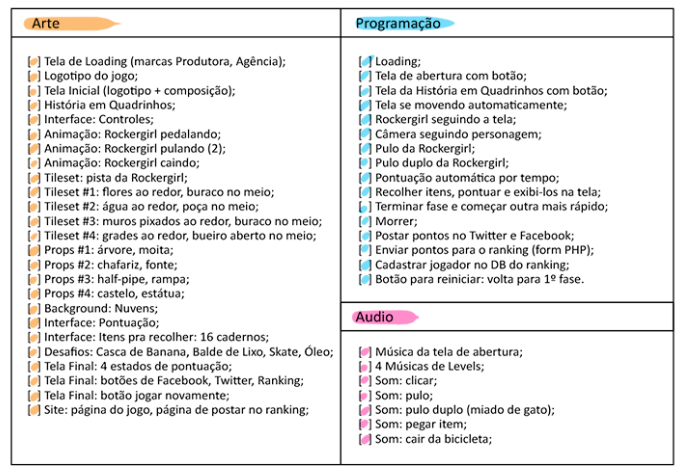 Arte
[ ] Tela de Loading (marcas Produtora, Agência);
[ ] Logotipo do jogo;
[ ] Tela Inicial (logotipo + composição);
[ ] História em Quadrinhos;
[ ] Interface: Controles;
[ ] Animação: Rockergirl pedalando;
[ ] Animação: Rockergirl pulando (2);
[ ] Animação: Rockergirl caindo;
[ ] Tileset: pista da Rockergirl;
[ ] Tileset #1: flores ao redor, buraco no meio;
[ ] Tileset #2: água ao redor, poça no meio;
[ ] Tileset #3: muros pixados ao redor, buraco no meio;
[ ] Tileset #4: grades ao redor, bueiro aberto no meio;
[ ] Props #1: árvore, moita;
[ ] Props #2: chafariz, fonte;
[ ] Props #3: half-pipe, rampa;
[ ] Props #4: castelo, estátua;
[ ] Background: Nuvens;
[ ] Interface: Pontuação;
[ ] Interface: Itens pra recolher: 16 cadernos;
[ ] Desafios: Casca de Banana, Balde de Lixo, Skate, Óleo;
[ ] Tela Final: 4 estados de pontuação;
[ ] Tela Final: botões de Facebook, Twitter, Ranking;
[ ] Tela Final: botão jogar novamente;
[ ] Site: página do jogo, página de postar no ranking;
Programação
[ ] Loading;
[ ] Tela de abertura com botão;
[ ] Tela da História em Quadrinhos com botão;
[ ] Tela se movendo automaticamente;
[ ] Rockergirl seguindo a tela;
[ ] Câmera seguindo personagem;
[ ] Pulo da Rockergirl;
[ ] Pulo duplo da Rockergirl;
[ ] Pontuação automática por tempo;
[ ] Recolher itens, pontuar e exibi-los na tela;
[ ] Terminar fase e começar outra mais rápido;
[ ] Morrer;
[ ] Postar pontos no Twitter e Facebook;
[ ] Enviar pontos para o ranking (form PHP);
[ ] Cadastrar jogador no DB do ranking;
[ ] Botão para reiniciar: volta para 1º fase.
Audio
[ ] Música da tela de abertura;
[ ] 4 Músicas de Levels;
[ ] Som: clicar;
[ ] Som: pulo;
[ ] Som: pulo duplo (miado de gato);
[ ] Som: pegar item;
[ ] Som: cair da bicicleta;